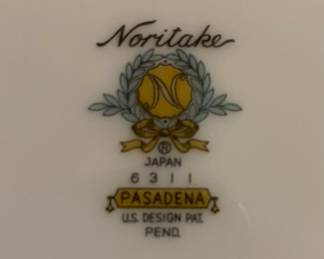 Noritake
N
®
JAPAN
6311
PASADENA
U.S. DESIGN PAT.
PEND.